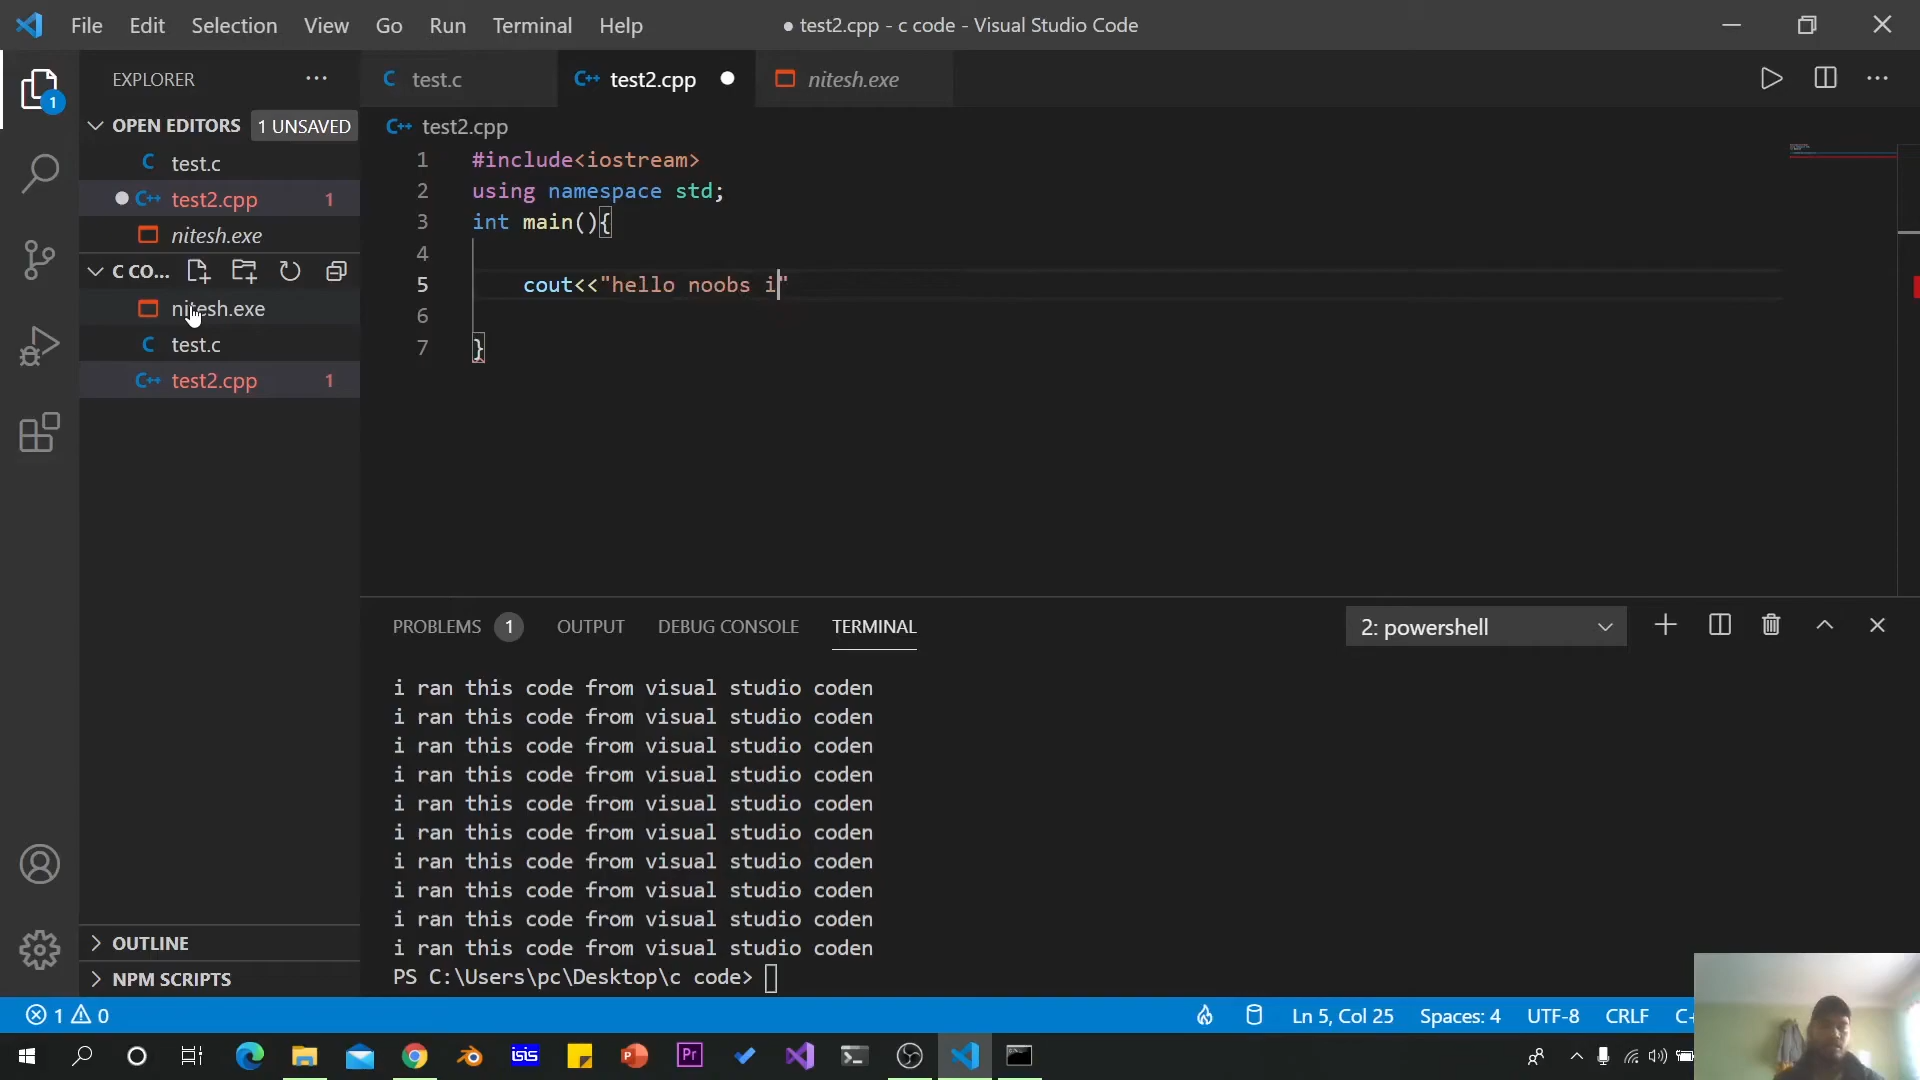 File Edit Selection View Go Run Terminal Help ● test2.cpp - c code - Visual Studio Code
EXPLORER
1
OPEN EDITORS 1 UNSAVED
C test.c
C++ test2.cpp 1
nitesh.exe
C CO...
nitesh.exe
C test.c
C++ test2.cpp 1
OUTLINE
NPM SCRIPTS
C test.c C++ test2.cpp ● nitesh.exe
C++ test2.cpp
1 #include<iostream>
2 using namespace std;
3 int main(){
4
5 cout<<"hello noobs i"
6
7 }
PROBLEMS 1 OUTPUT DEBUG CONSOLE TERMINAL 2: powershell
i ran this code from visual studio coden
i ran this code from visual studio coden
i ran this code from visual studio coden
i ran this code from visual studio coden
i ran this code from visual studio coden
i ran this code from visual studio coden
i ran this code from visual studio coden
i ran this code from visual studio coden
i ran this code from visual studio coden
i ran this code from visual studio coden
PS C:\Users\pc\Desktop\c code>
1 0 Ln 5, Col 25 Spaces: 4 UTF-8 CRLF
isis Pr